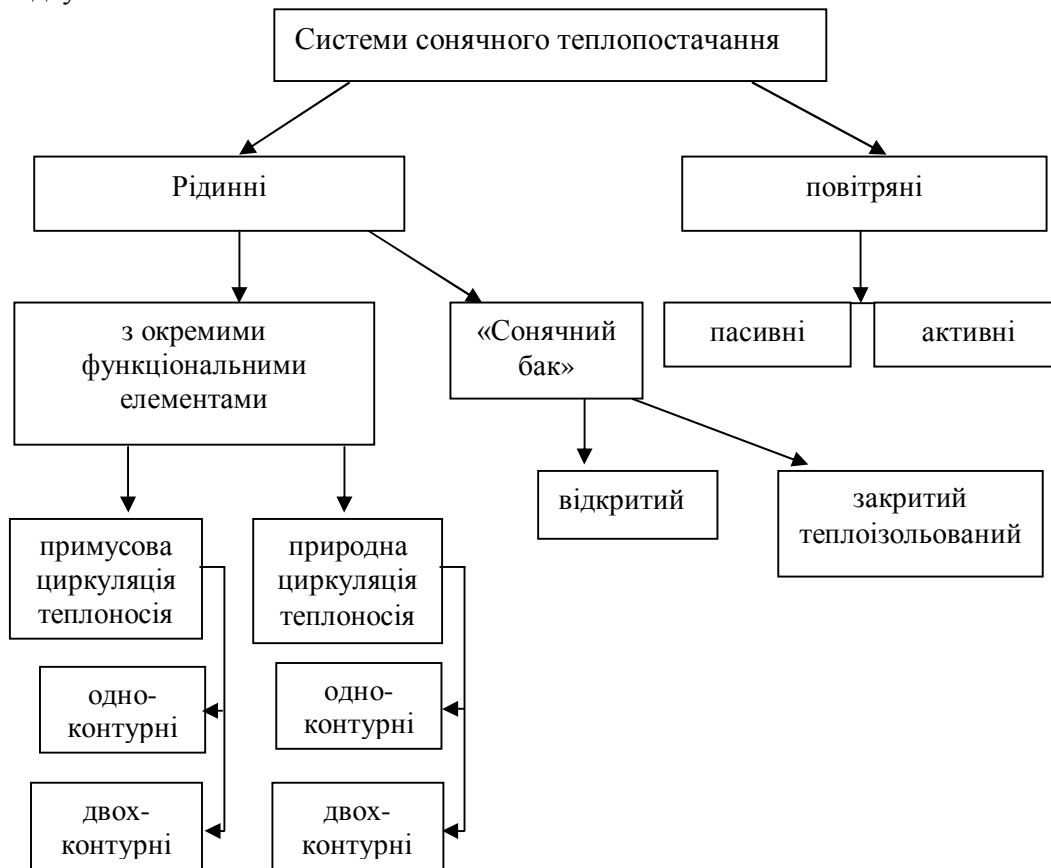 Системи сонячного теплопостачання
Рідинні
повітряні
з окремими
функціональними
елементами
«Сонячний
бак»
пасивні
активні
відкритий
закритий
теплоізольований
примусова
циркуляція
теплоносія
природна
циркуляція
теплоносія
одно-
контурні
одно-
контурні
двох-
контурні
двох-
контурні